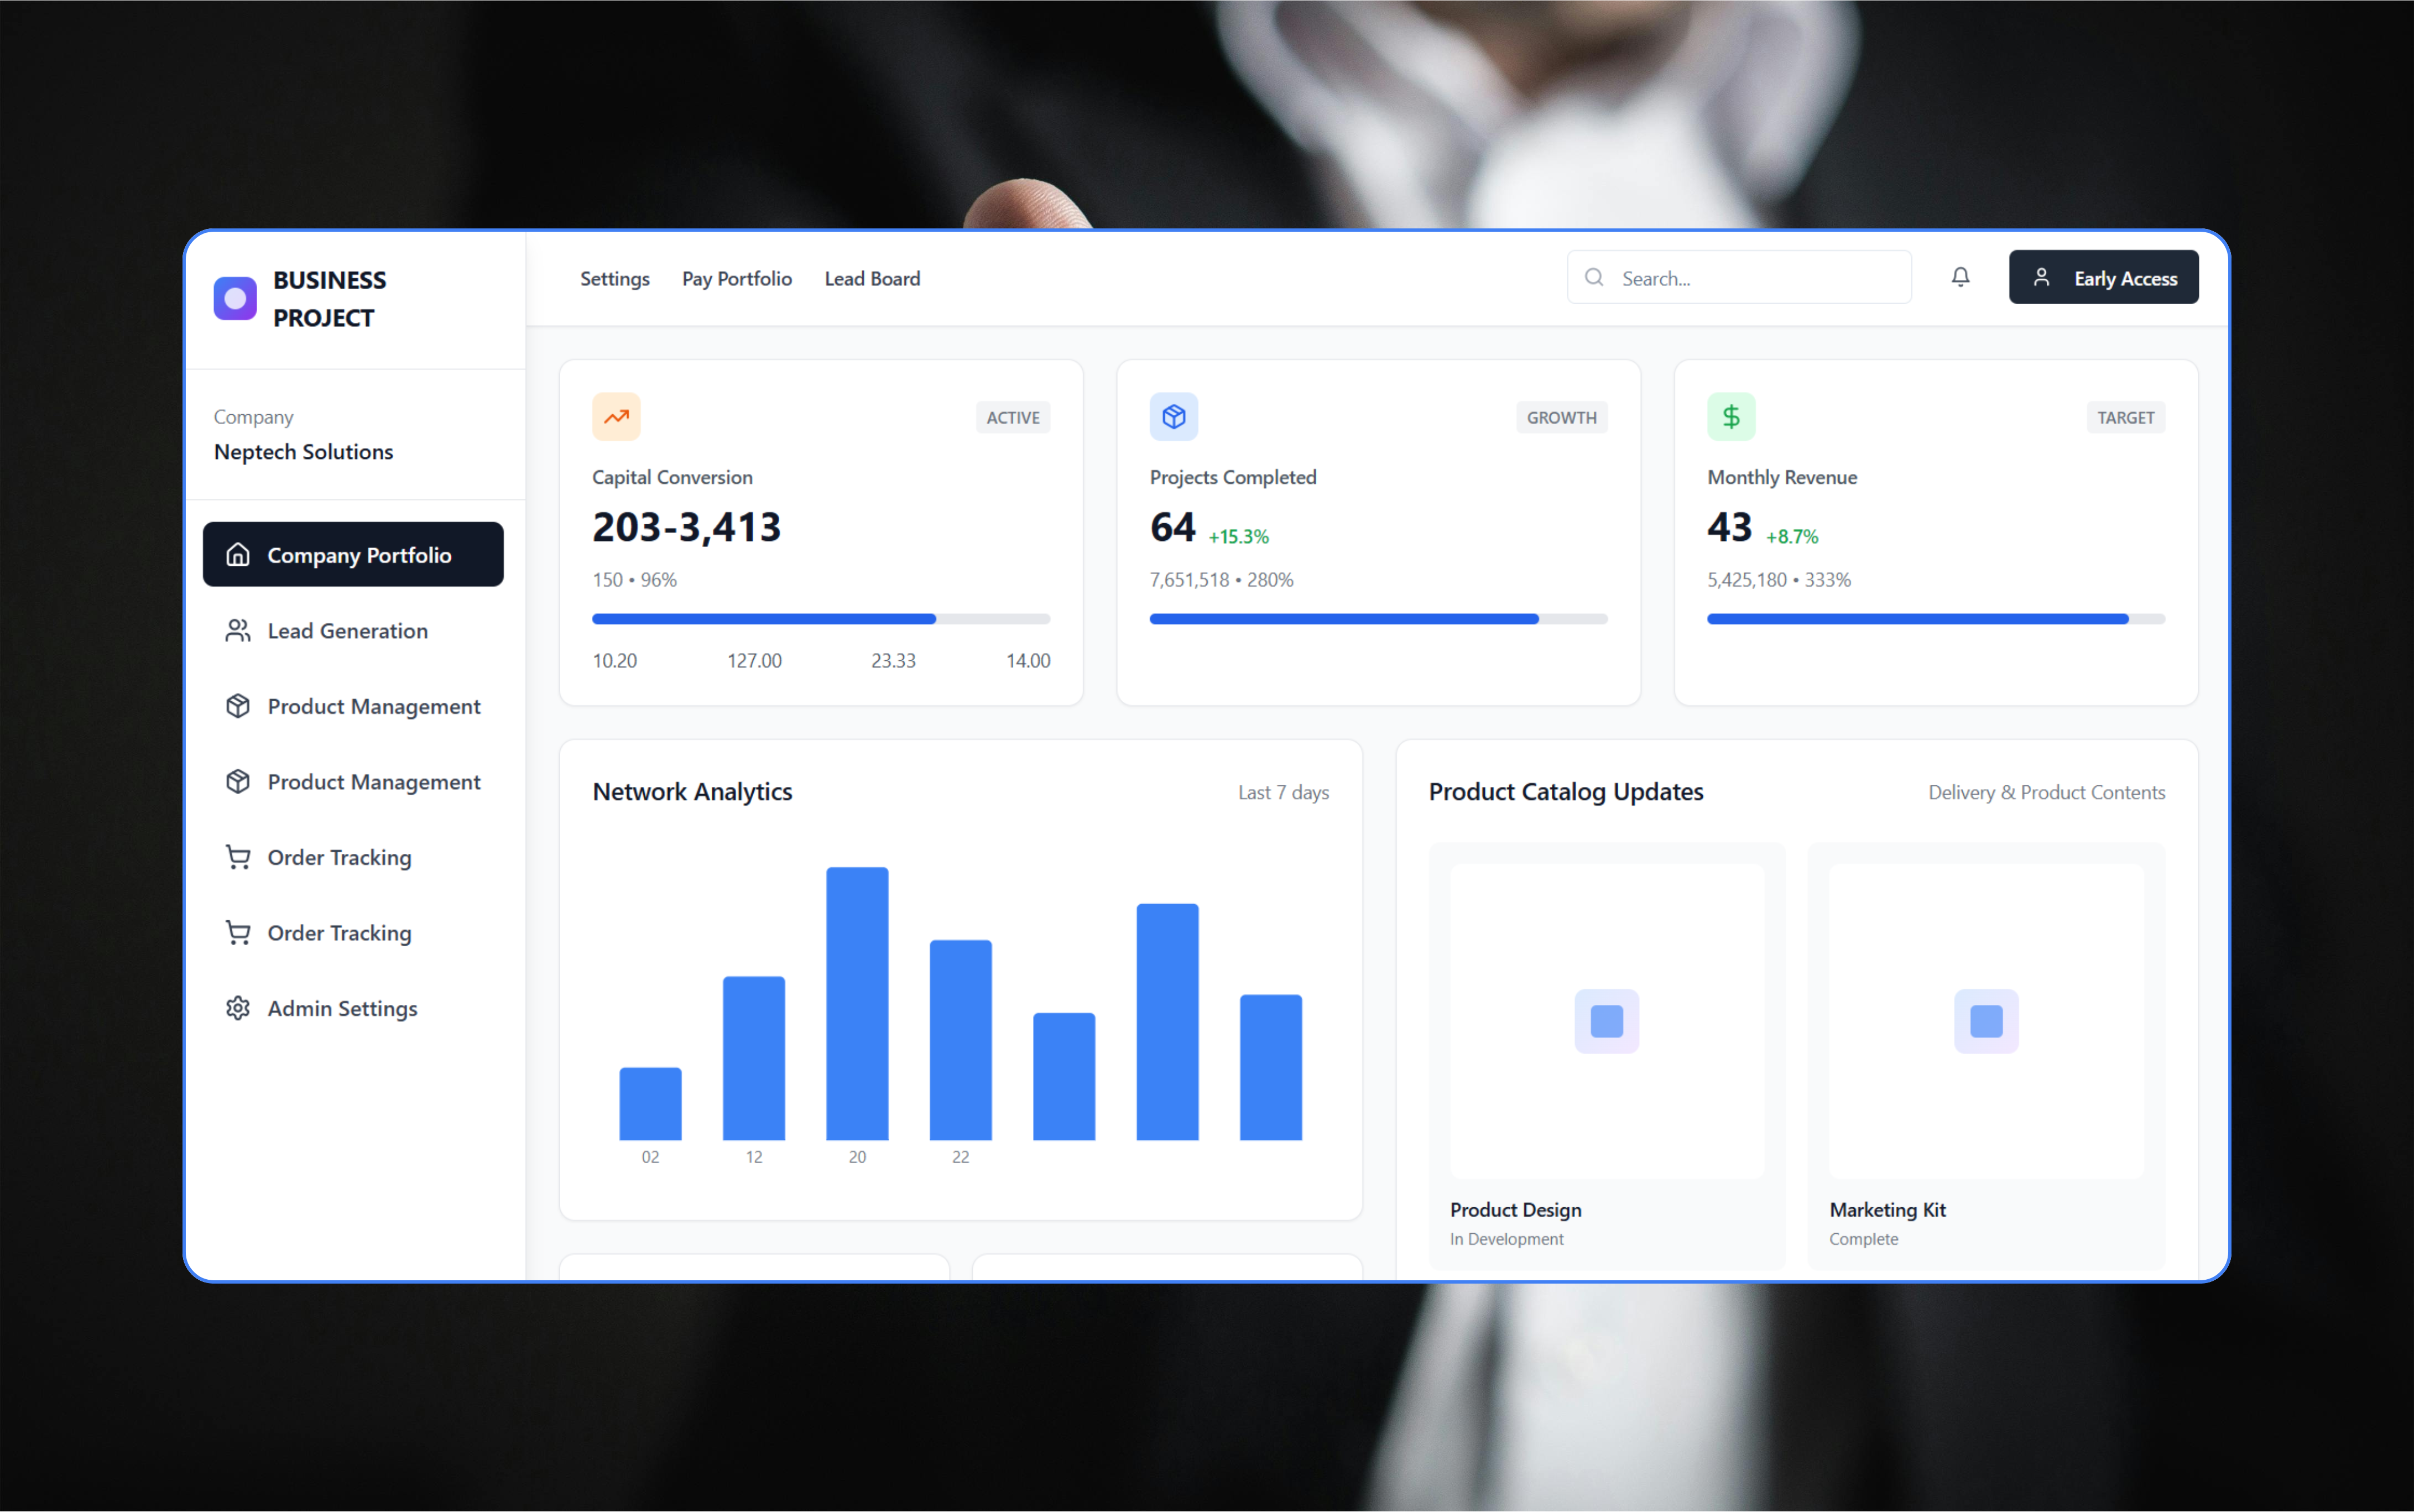 BUSINESS
PROJECT
Company
Neptech Solutions
Company Portfolio
Lead Generation
Product Management
Product Management
Order Tracking
Order Tracking
Admin Settings
Settings
Pay Portfolio
Lead Board
Search...
Early Access
ACTIVE
Capital Conversion
203-3,413
150 • 96%
10.20
127.00
23.33
14.00
GROWTH
Projects Completed
64 +15.3%
7,651,518 • 280%
TARGET
Monthly Revenue
43 +8.7%
5,425,180 • 333%
Network Analytics
Last 7 days
02
12
20
22
Product Catalog Updates
Delivery & Product Contents
Product Design
In Development
Marketing Kit
Complete